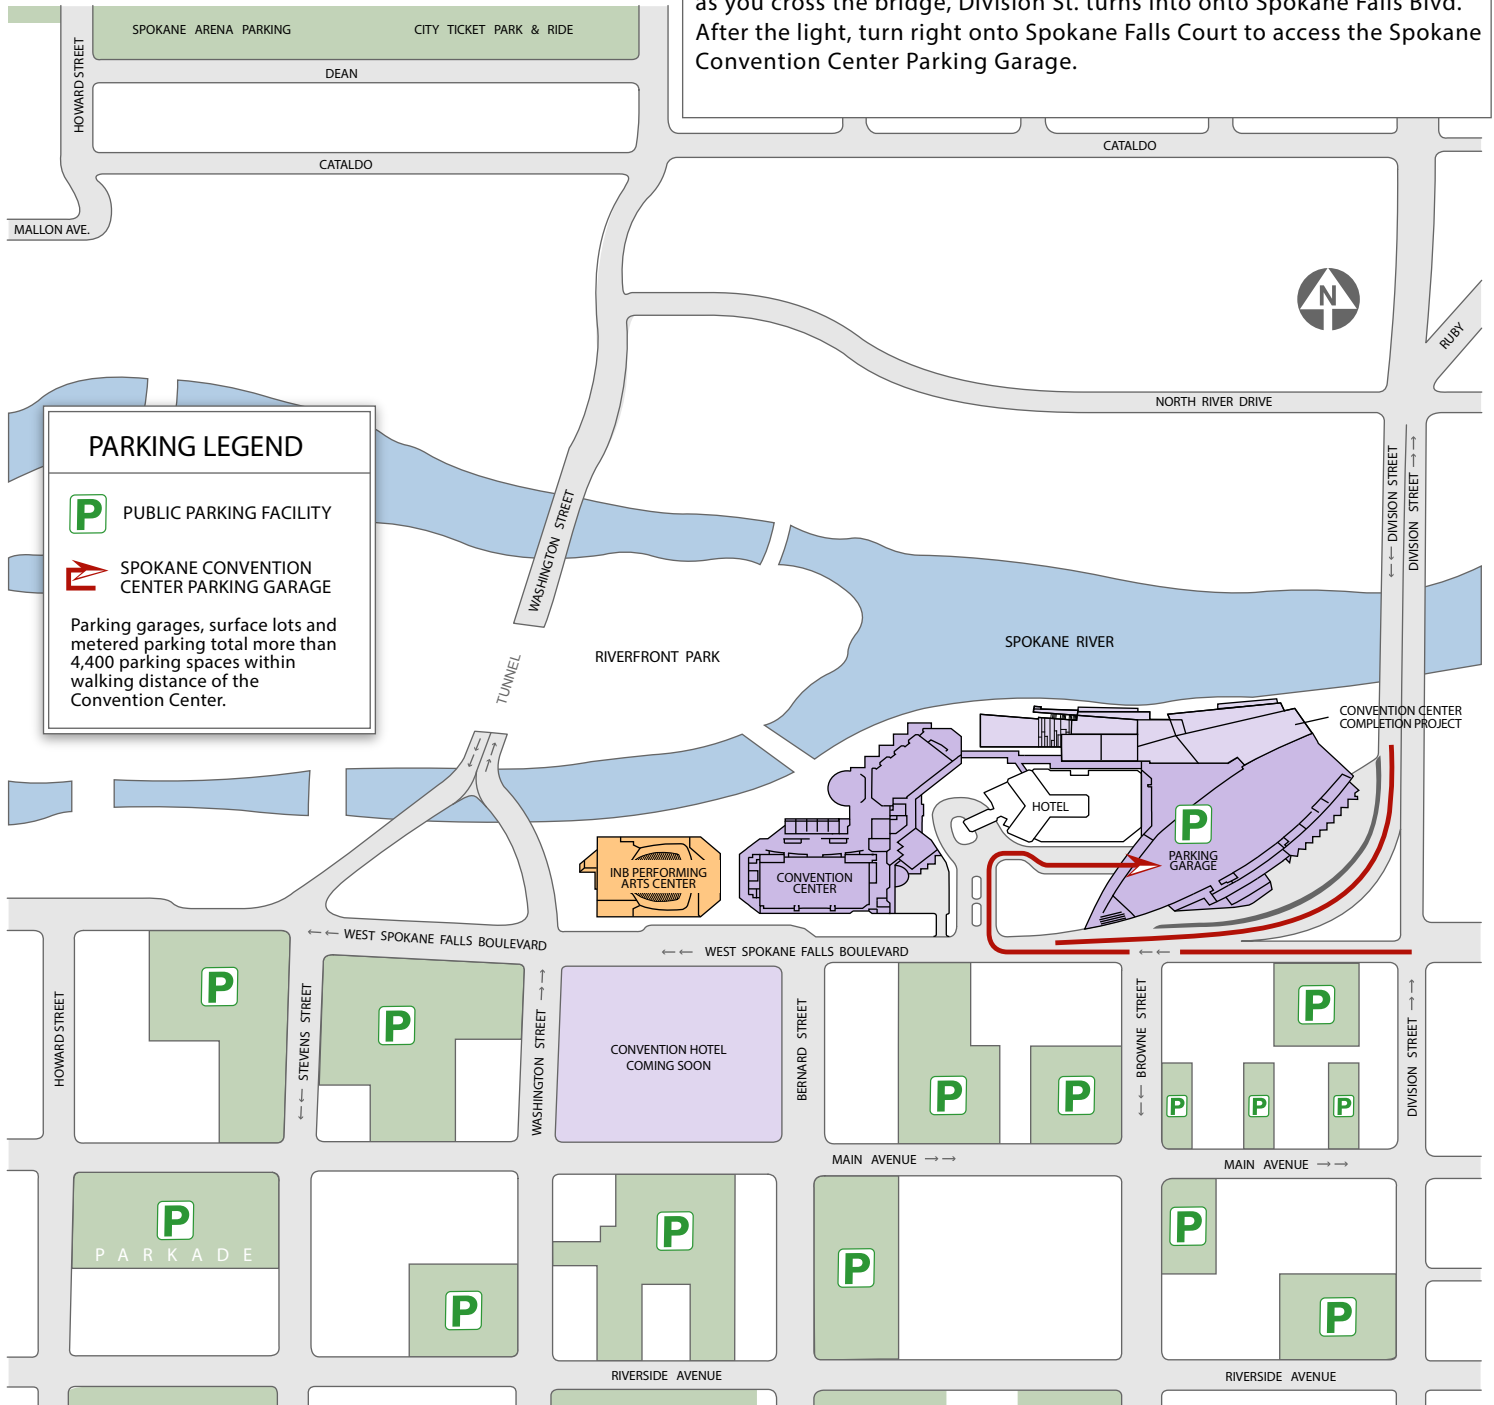 as you cross the bridge, Division St. turns into onto Spokane Falls Blvd.
After the light, turn right onto Spokane Falls Court to access the Spokane
Convention Center Parking Garage.
SPOKANE ARENA PARKING
CITY TICKET PARK & RIDE
HOWARD STREET
DEAN
CATALDO
CATALDO
MALLON AVE.
N
RUBY
NORTH RIVER DRIVE
PARKING LEGEND
P PUBLIC PARKING FACILITY
SPOKANE CONVENTION
CENTER PARKING GARAGE
Parking garages, surface lots and
metered parking total more than
4,400 parking spaces within
walking distance of the
Convention Center.
WASHINGTON STREET
←← DIVISION STREET
DIVISION STREET →→
TUNNEL
RIVERFRONT PARK
SPOKANE RIVER
CONVENTION CENTER
COMPLETION PROJECT
←←
→→
HOTEL
P
PARKING
GARAGE
INB PERFORMING
ARTS CENTER
CONVENTION
CENTER
←← WEST SPOKANE FALLS BOULEVARD
←← WEST SPOKANE FALLS BOULEVARD
←←
P
P
P
HOWARD STREET
←← STEVENS STREET
WASHINGTON STREET →→
CONVENTION HOTEL
COMING SOON
BERNARD STREET
←← BROWNE STREET
DIVISION STREET →→
P
P
P
P
P
MAIN AVENUE →→
MAIN AVENUE →→
P
PARKADE
P
P
P
P
P
RIVERSIDE AVENUE
RIVERSIDE AVENUE